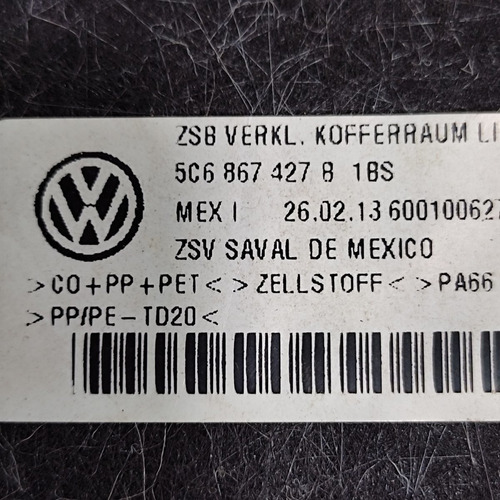 ZSB VERKL. KOFFERRAUM LI
5C6 867 427 B 1BS
MEX I 26.02.13 600100627
ZSV SAVAL DE MEXICO
>CO+PP+PET< >ZELLSTOFF< >PA66
>PP/PE-TD20<